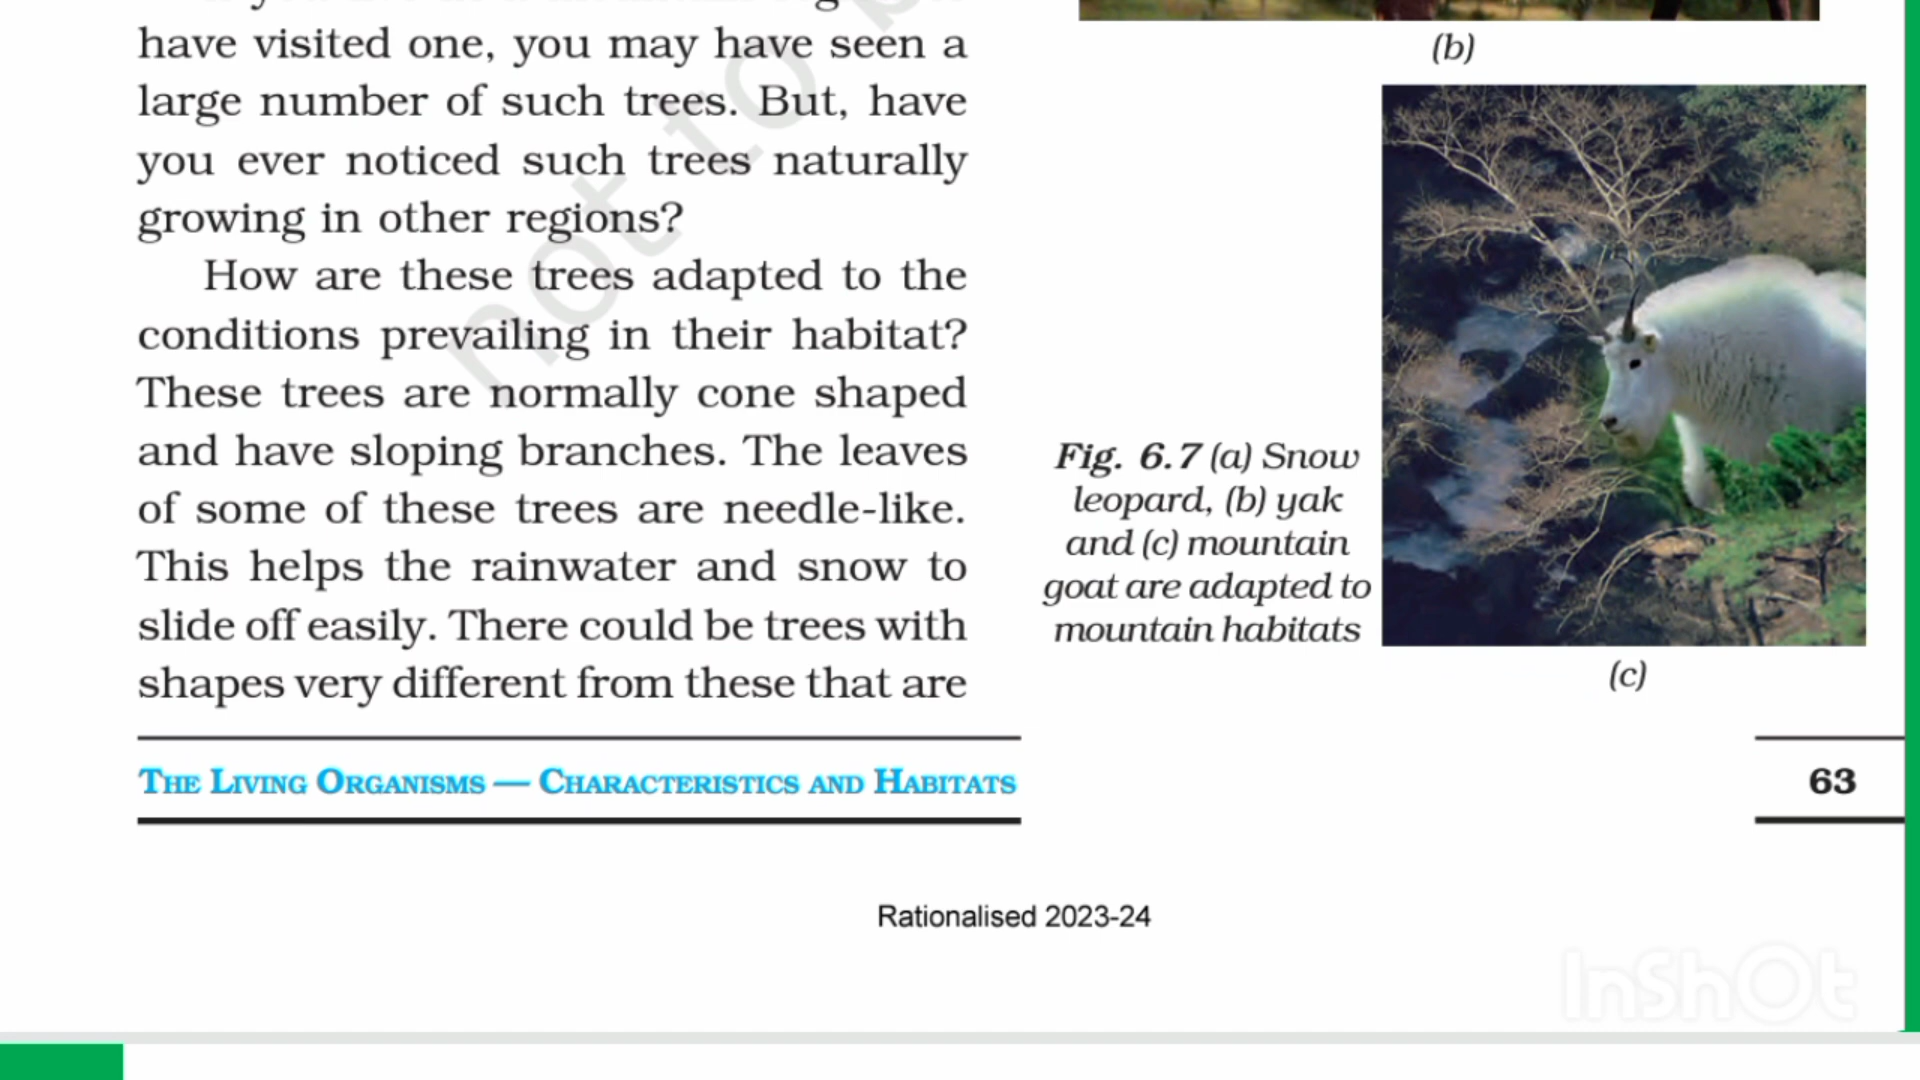 have visited one, you may have seen a
large number of such trees. But, have
you ever noticed such trees naturally
growing in other regions?
How are these trees adapted to the
conditions prevailing in their habitat?
These trees are normally cone shaped
and have sloping branches. The leaves
of some of these trees are needle-like.
This helps the rainwater and snow to
slide off easily. There could be trees with
shapes very different from these that are
(b)
Fig. 6.7 (a) Snow
leopard, (b) yak
and (c) mountain
goat are adapted to
mountain habitats
(c)
The Living Organisms — Characteristics and Habitats
63
Rationalised 2023-24
not to b
InShOt